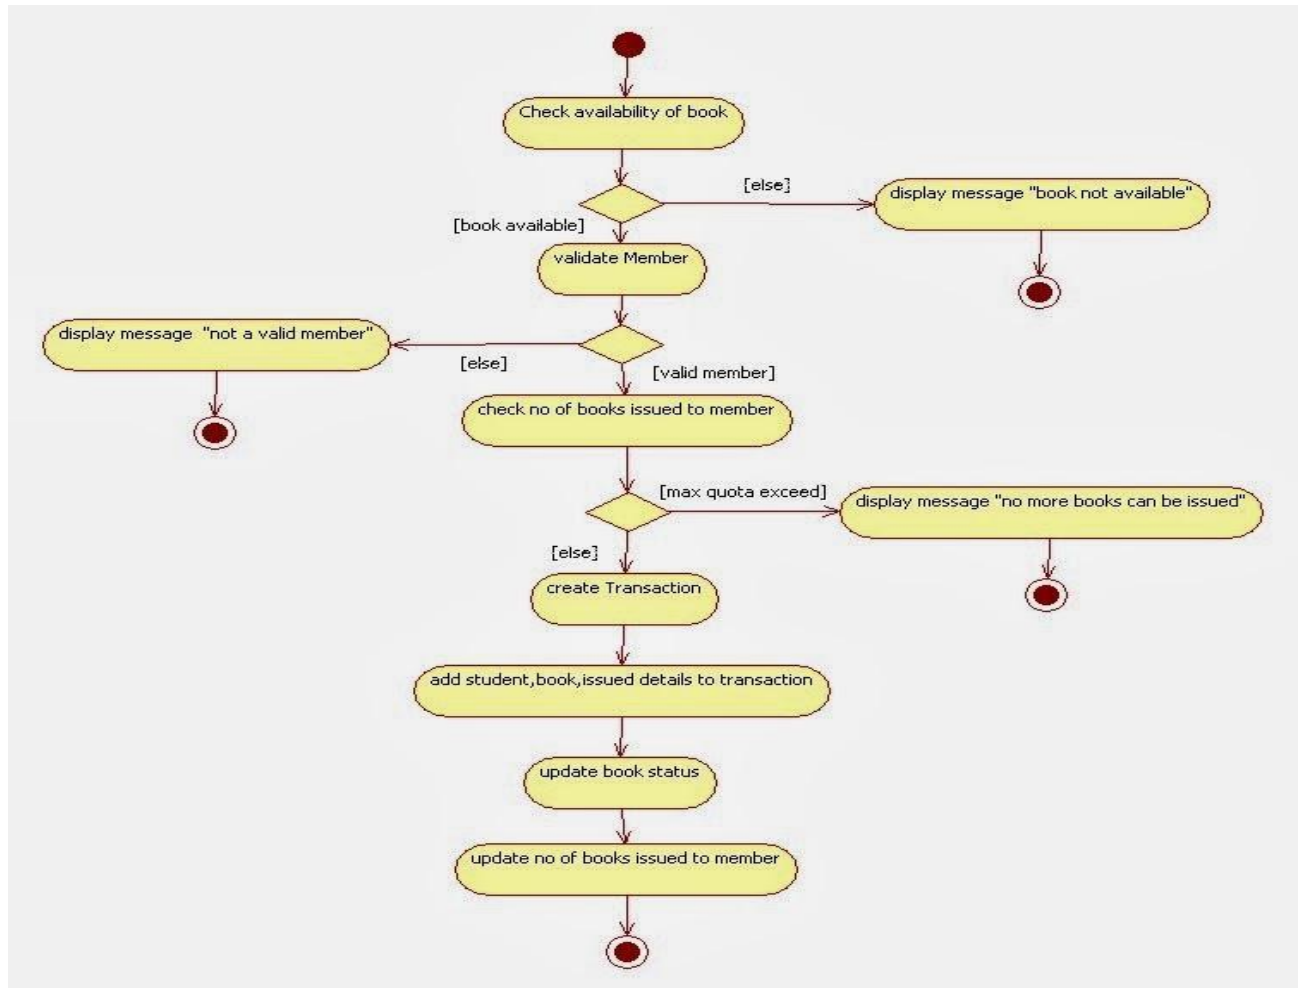 Check availability of book
[else]
display message "book not available"
[book available]
validate Member
display message  "not a valid member"
[else]
[valid member]
check no of books issued to member
[max quota exceed]
display message "no more books can be issued"
[else]
create Transaction
add student,book,issued details to transaction
update book status
update no of books issued to member